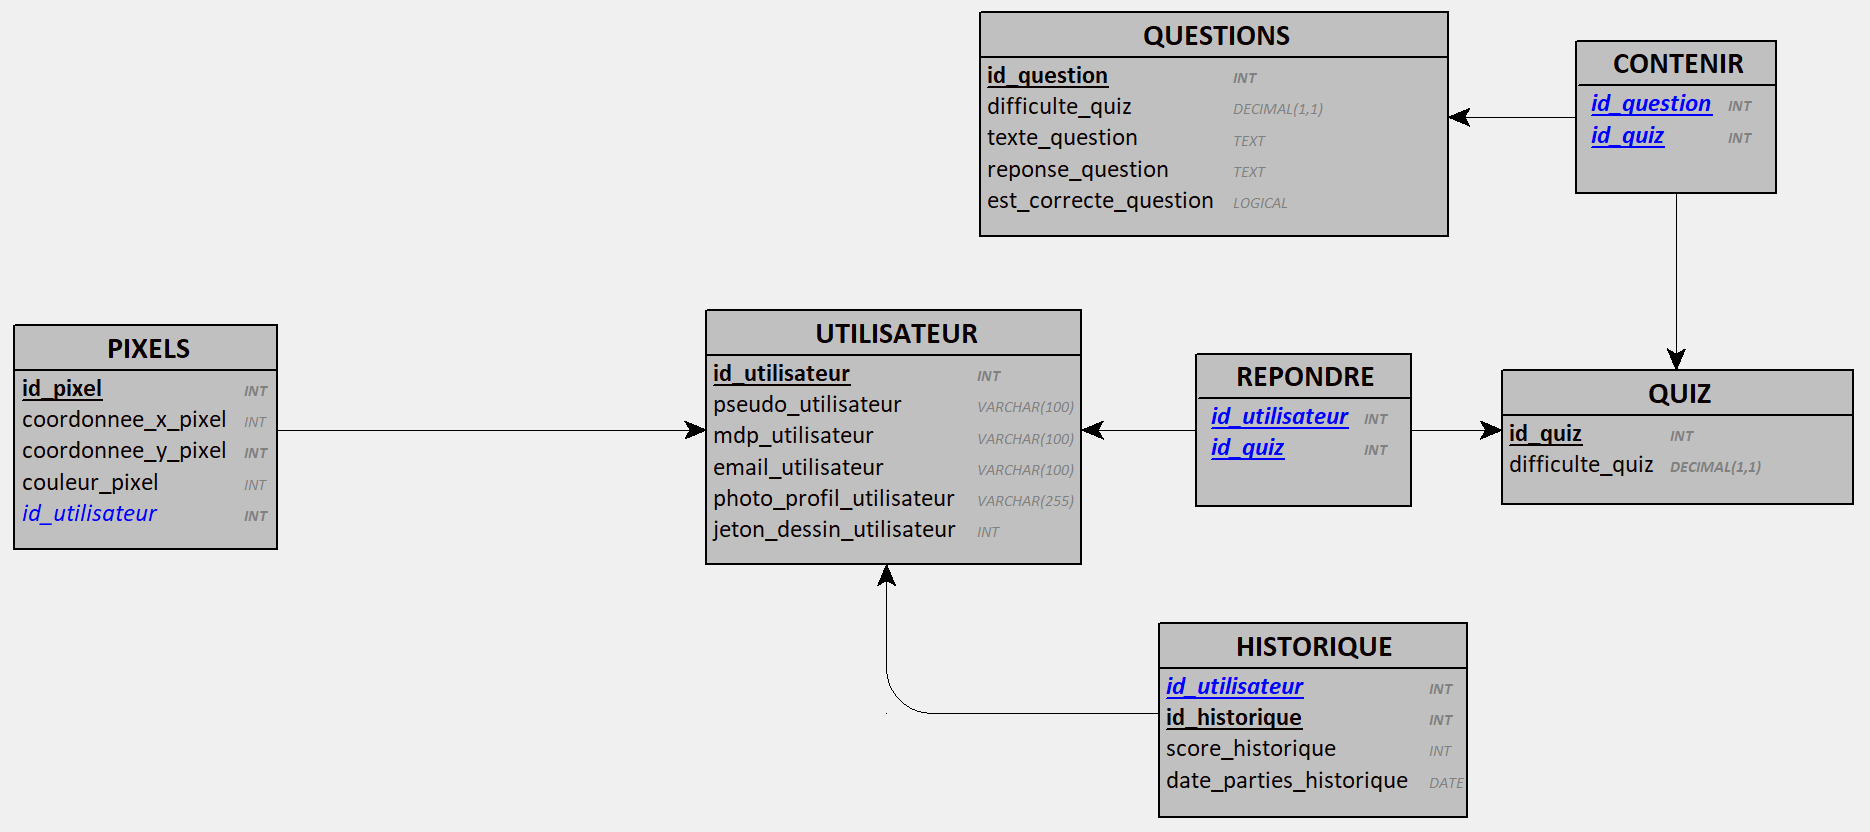 QUESTIONS
id_question INT
difficulte_quiz DECIMAL(1,1)
texte_question TEXT
reponse_question TEXT
est_correcte_question LOGICAL
CONTENIR
id_question INT
id_quiz INT
PIXELS
id_pixel INT
coordonnee_x_pixel INT
coordonnee_y_pixel INT
couleur_pixel INT
id_utilisateur INT
UTILISATEUR
id_utilisateur INT
pseudo_utilisateur VARCHAR(100)
mdp_utilisateur VARCHAR(100)
email_utilisateur VARCHAR(100)
photo_profil_utilisateur VARCHAR(255)
jeton_dessin_utilisateur INT
REPONDRE
id_utilisateur INT
id_quiz INT
QUIZ
id_quiz INT
difficulte_quiz DECIMAL(1,1)
HISTORIQUE
id_utilisateur INT
id_historique INT
score_historique INT
date_parties_historique DATE